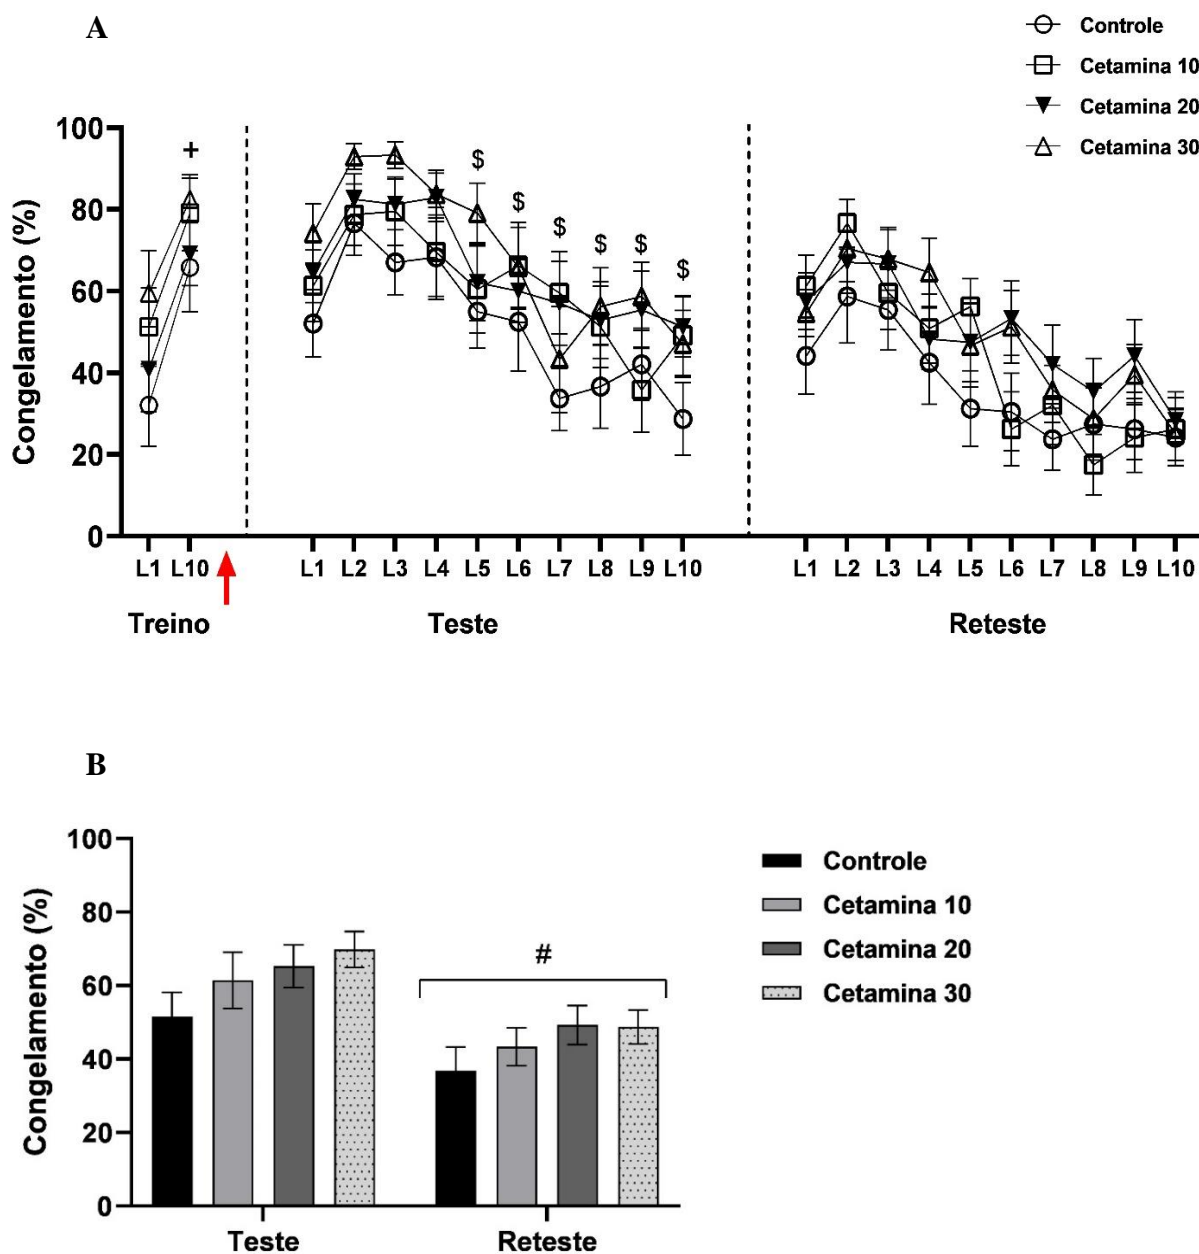 A
Controle
Cetamina 10
Cetamina 20
Cetamina 30
Congelamento (%)
100
80
60
40
20
0
+
$ $ $ $ $ $
L1 L10 L1 L2 L3 L4 L5 L6 L7 L8 L9 L10 L1 L2 L3 L4 L5 L6 L7 L8 L9 L10
Treino Teste Reteste
B
Congelamento (%)
100
80
60
40
20
0
#
Controle
Cetamina 10
Cetamina 20
Cetamina 30
Teste Reteste